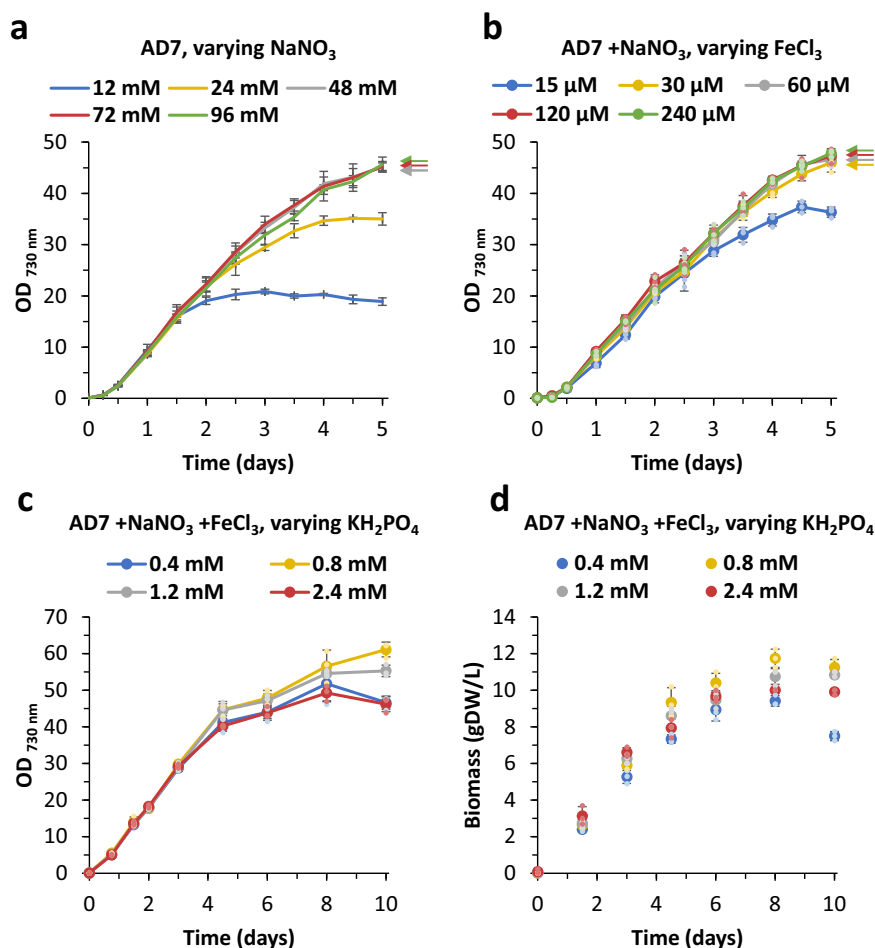 a
AD7, varying NaNO₃
12 mM 24 mM 48 mM
72 mM 96 mM
50
40
30
20
10
0
OD 730 nm
0 1 2 3 4 5
Time (days)
b
AD7 +NaNO₃, varying FeCl₃
15 µM 30 µM 60 µM
120 µM 240 µM
50
40
30
20
10
0
OD 730 nm
0 1 2 3 4 5
Time (days)
c
AD7 +NaNO₃ +FeCl₃, varying KH₂PO₄
0.4 mM 0.8 mM
1.2 mM 2.4 mM
70
60
50
40
30
20
10
0
OD 730 nm
0 2 4 6 8 10
Time (days)
d
AD7 +NaNO₃ +FeCl₃, varying KH₂PO₄
0.4 mM 0.8 mM
1.2 mM 2.4 mM
14
12
10
8
6
4
2
0
Biomass (gDW/L)
0 2 4 6 8 10
Time (days)